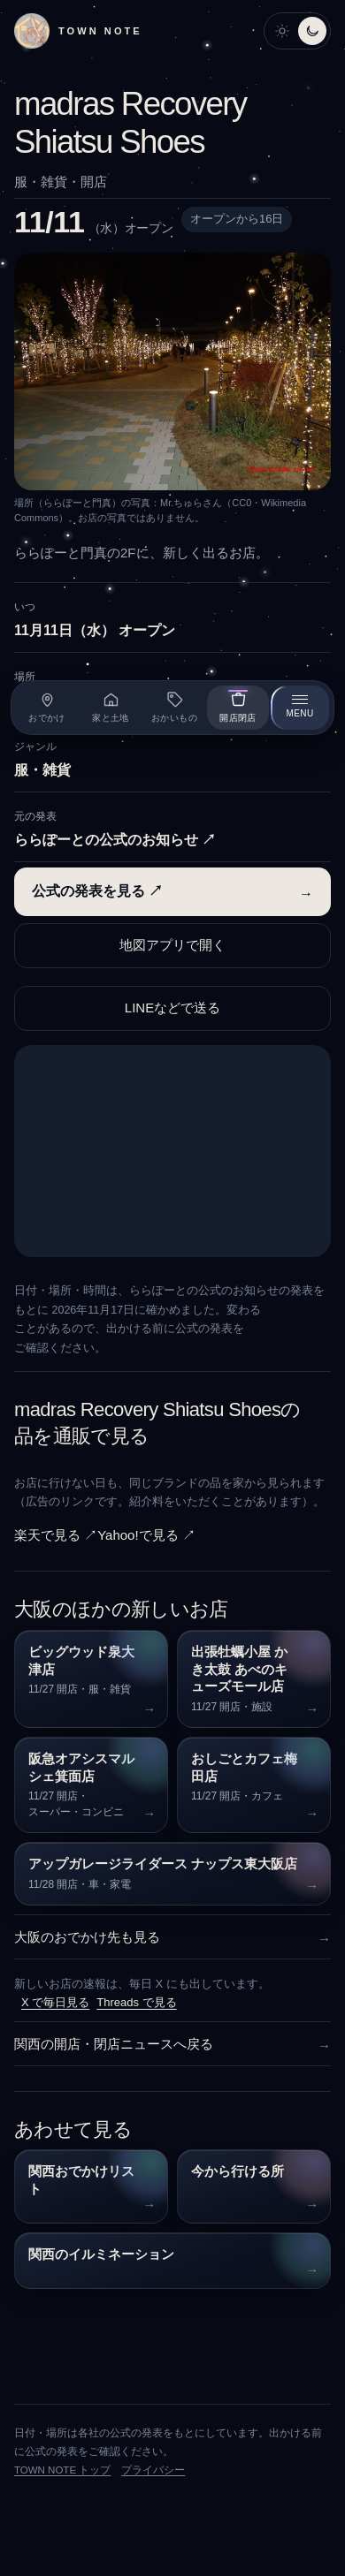 TOWN NOTE
madras Recovery
Shiatsu Shoes
服・雑貨・開店
11/11 （水）オープン オープンから16日
場所（ららぽーと門真）の写真：Mr.ちゅらさん（CC0・Wikimedia
Commons）。お店の写真ではありません。
ららぽーと門真の2Fに、新しく出るお店。
いつ
11月11日（水） オープン
場所
おでかけ 家と土地 おかいもの 開店閉店 MENU
ジャンル
服・雑貨
元の発表
ららぽーとの公式のお知らせ ↗
公式の発表を見る ↗ →
地図アプリで開く
LINEなどで送る
日付・場所・時間は、ららぽーとの公式のお知らせの発表を
もとに 2026年11月17日に確かめました。変わる
ことがあるので、出かける前に公式の発表を
ご確認ください。
madras Recovery Shiatsu Shoesの
品を通販で見る
お店に行けない日も、同じブランドの品を家から見られます
（広告のリンクです。紹介料をいただくことがあります）。
楽天で見る ↗Yahoo!で見る ↗
大阪のほかの新しいお店
ビッグウッド泉大
津店
11/27 開店・服・雑貨
→
出張牡蠣小屋 か
き太鼓 あべのキ
ューズモール店
11/27 開店・施設
→
阪急オアシスマル
シェ箕面店
11/27 開店・
スーパー・コンビニ
→
おしごとカフェ梅
田店
11/27 開店・カフェ
→
アップガレージライダース ナップス東大阪店
11/28 開店・車・家電
→
大阪のおでかけ先も見る →
新しいお店の速報は、毎日 X にも出しています。
X で毎日見る Threads で見る
関西の開店・閉店ニュースへ戻る →
あわせて見る
関西おでかけリス
ト
→
今から行ける所
→
関西のイルミネーション
→
日付・場所は各社の公式の発表をもとにしています。出かける前
に公式の発表をご確認ください。
TOWN NOTE トップ プライバシー